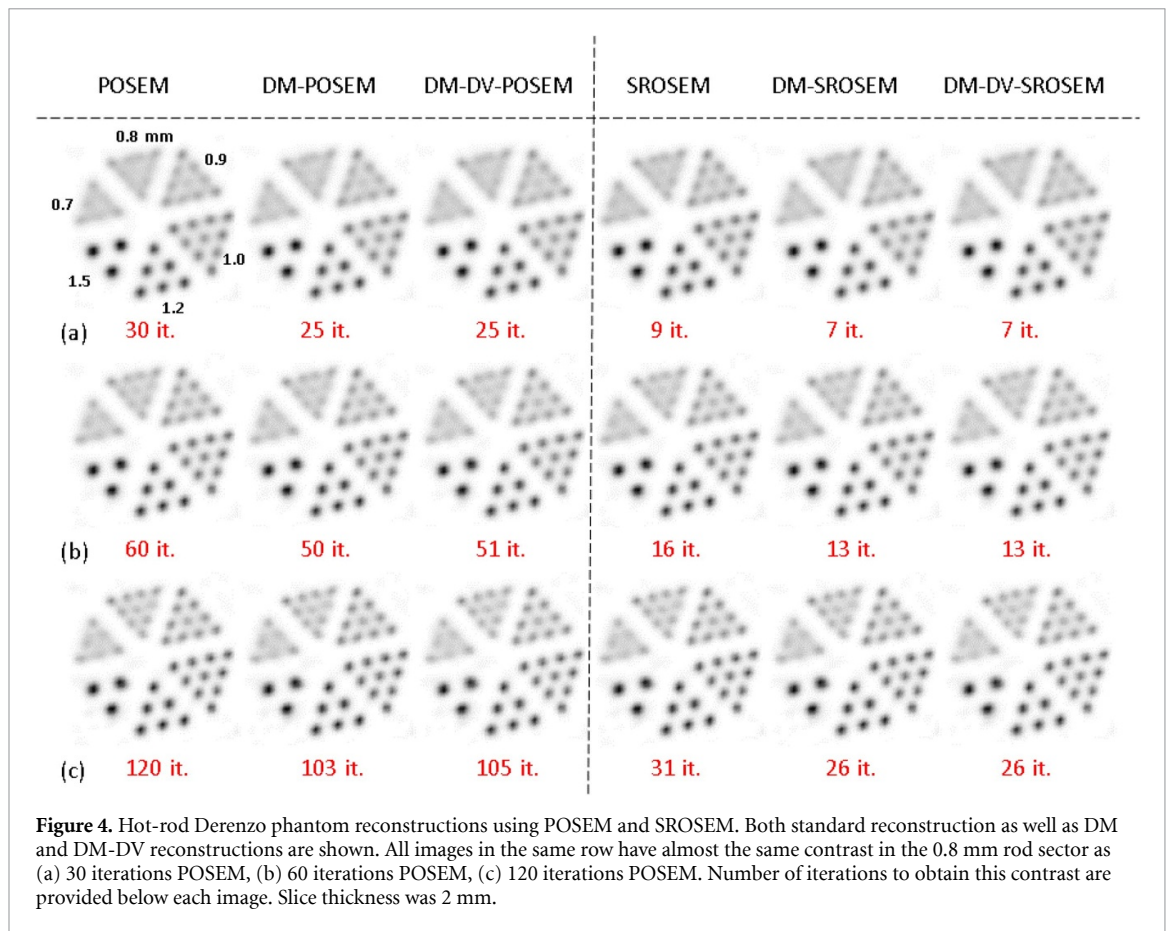 POSEM DM-POSEM DM-DV-POSEM SROSEM DM-SROSEM DM-DV-SROSEM
0.8 mm
0.9
0.7
1.0
1.5
1.2
(a) 30 it. 25 it. 25 it. 9 it. 7 it. 7 it.
(b) 60 it. 50 it. 51 it. 16 it. 13 it. 13 it.
(c) 120 it. 103 it. 105 it. 31 it. 26 it. 26 it.
Figure 4. Hot-rod Derenzo phantom reconstructions using POSEM and SROSEM. Both standard reconstruction as well as DM
and DM-DV reconstructions are shown. All images in the same row have almost the same contrast in the 0.8 mm rod sector as
(a) 30 iterations POSEM, (b) 60 iterations POSEM, (c) 120 iterations POSEM. Number of iterations to obtain this contrast are
provided below each image. Slice thickness was 2 mm.